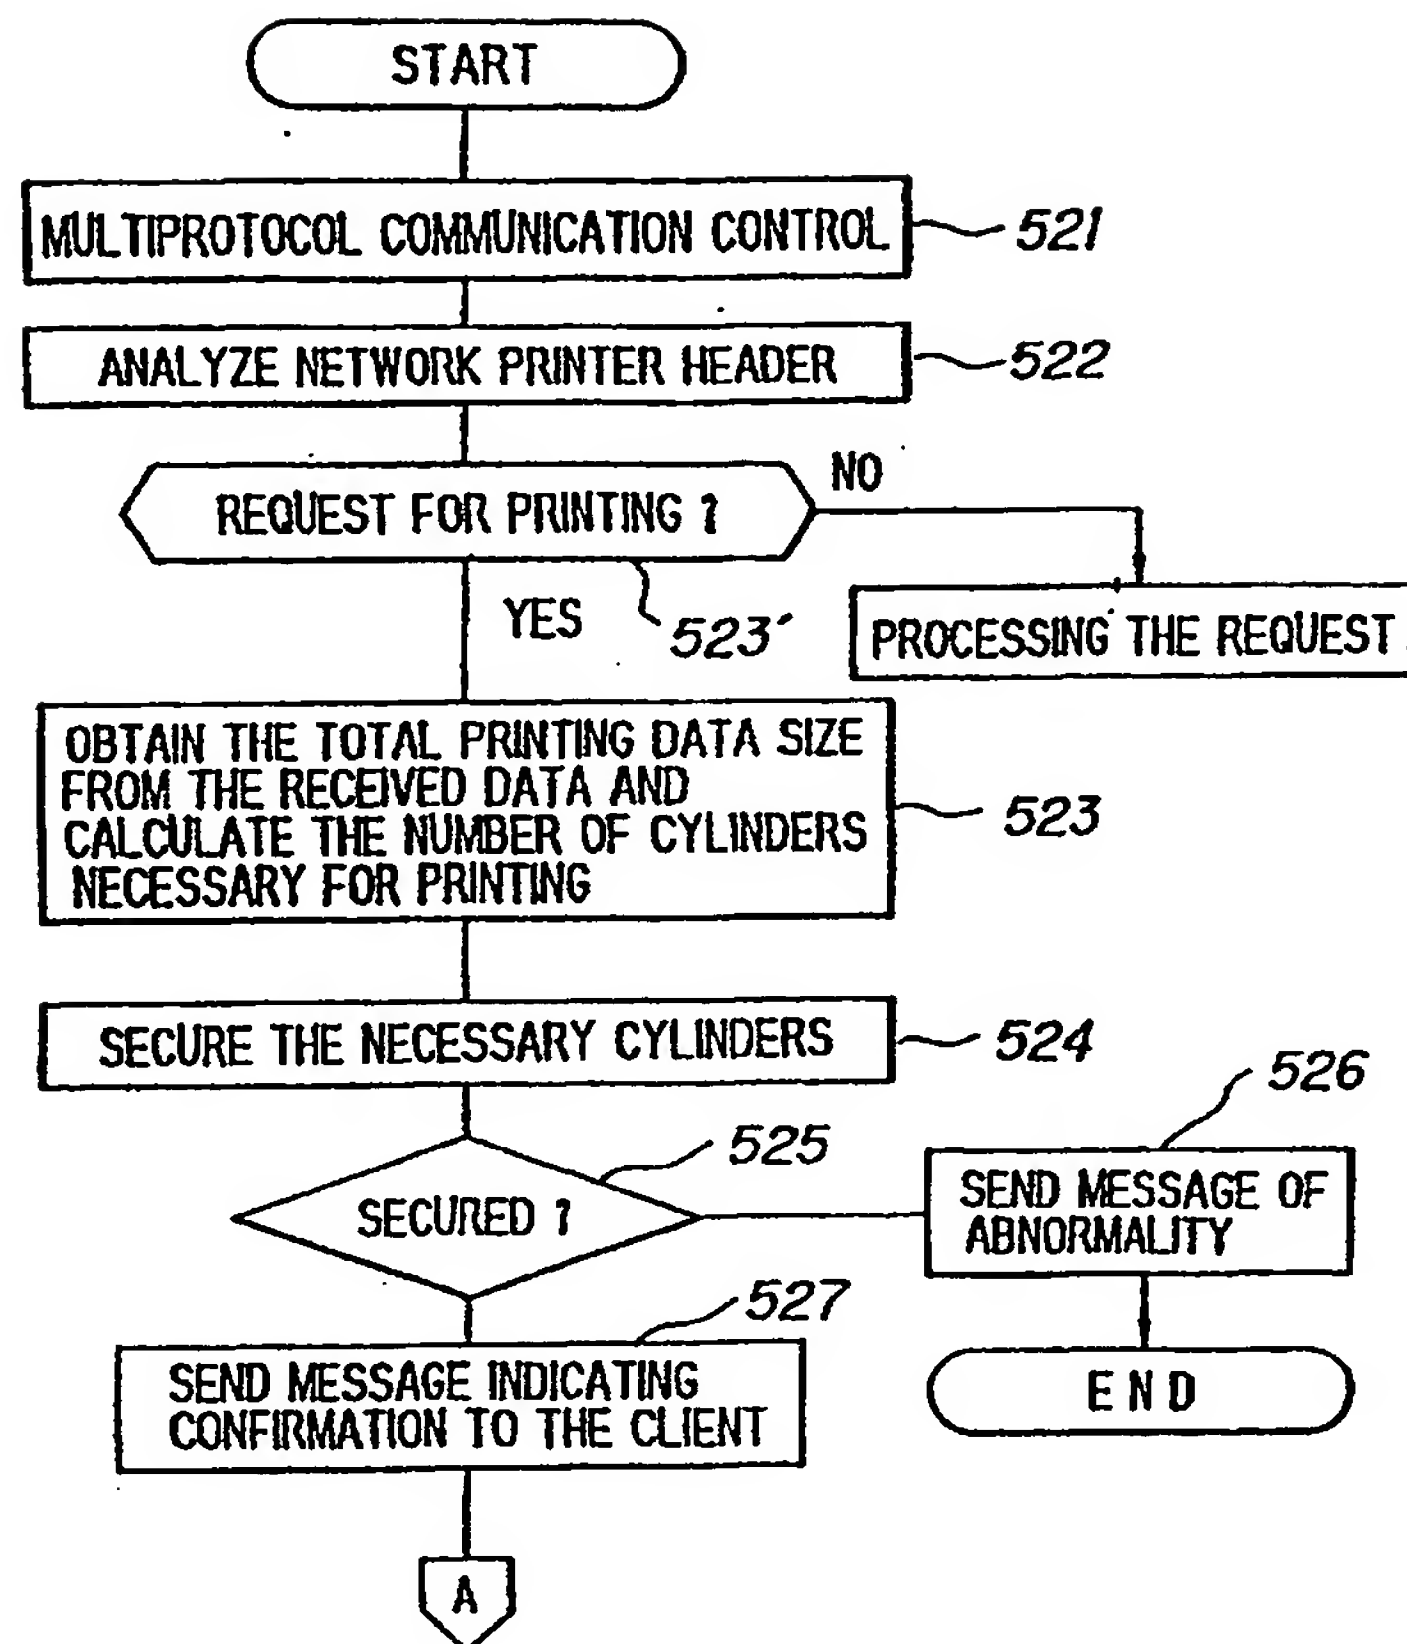 START
MULTIPROTOCOL COMMUNICATION CONTROL
521
ANALYZE NETWORK PRINTER HEADER
522
REQUEST FOR PRINTING ?
NO
YES
523'
PROCESSING THE REQUEST
OBTAIN THE TOTAL PRINTING DATA SIZE
FROM THE RECEIVED DATA AND
CALCULATE THE NUMBER OF CYLINDERS
NECESSARY FOR PRINTING
523
SECURE THE NECESSARY CYLINDERS
524
SECURED ?
525
526
SEND MESSAGE OF
ABNORMALITY
527
SEND MESSAGE INDICATING
CONFIRMATION TO THE CLIENT
END
A